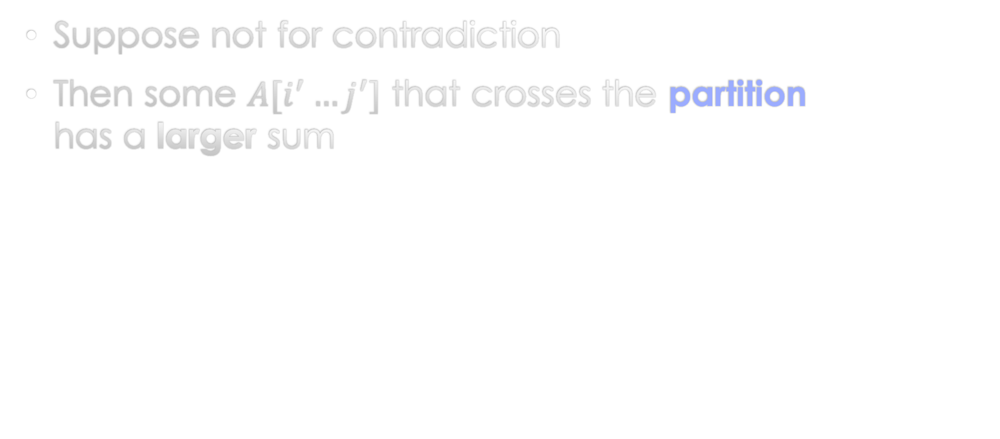 ◦ Suppose not for contradiction
◦ Then some A[i′ …j′] that crosses the partition
has a larger sum